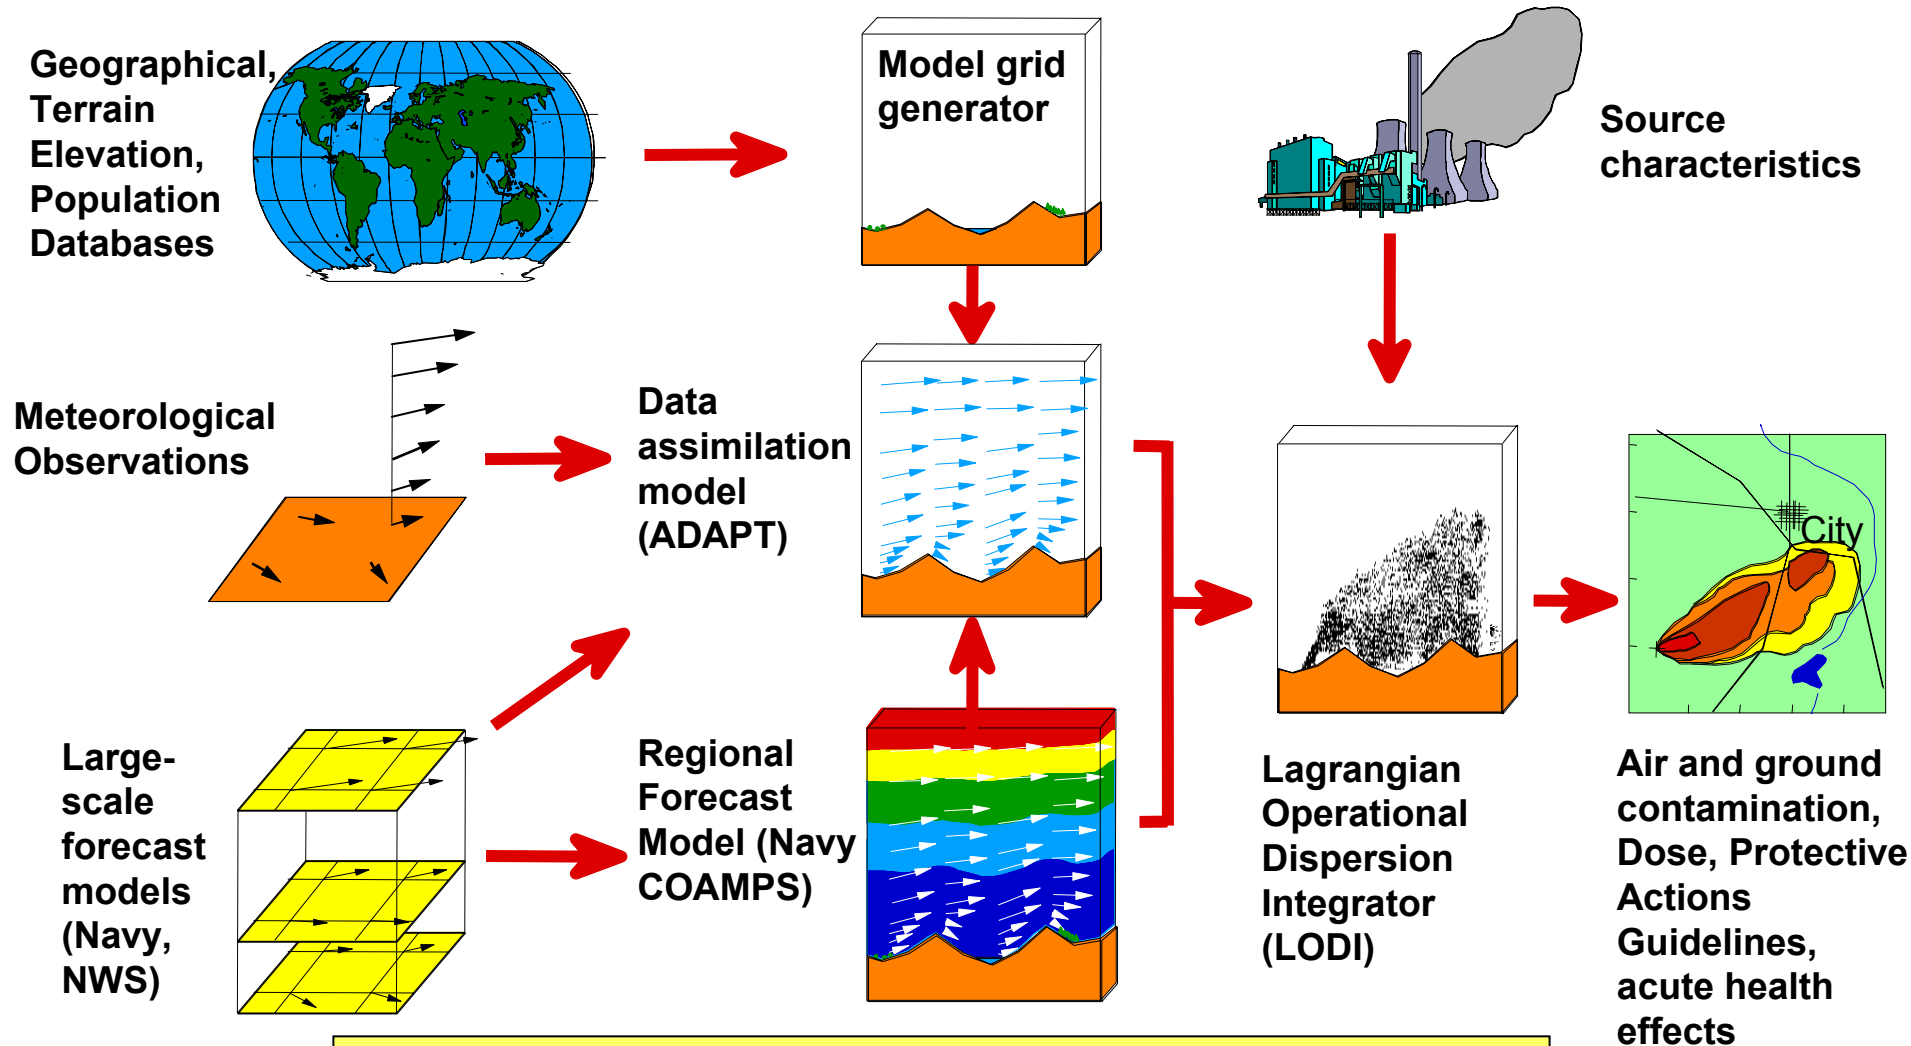 Geographical,
Terrain
Elevation,
Population
Databases
Model grid
generator
Source
characteristics
Meteorological
Observations
Data
assimilation
model
(ADAPT)
City
Large-
scale
forecast
models
(Navy,
NWS)
Regional
Forecast
Model (Navy
COAMPS)
Lagrangian
Operational
Dispersion
Integrator
(LODI)
Air and ground
contamination,
Dose, Protective
Actions
Guidelines,
acute health
effects